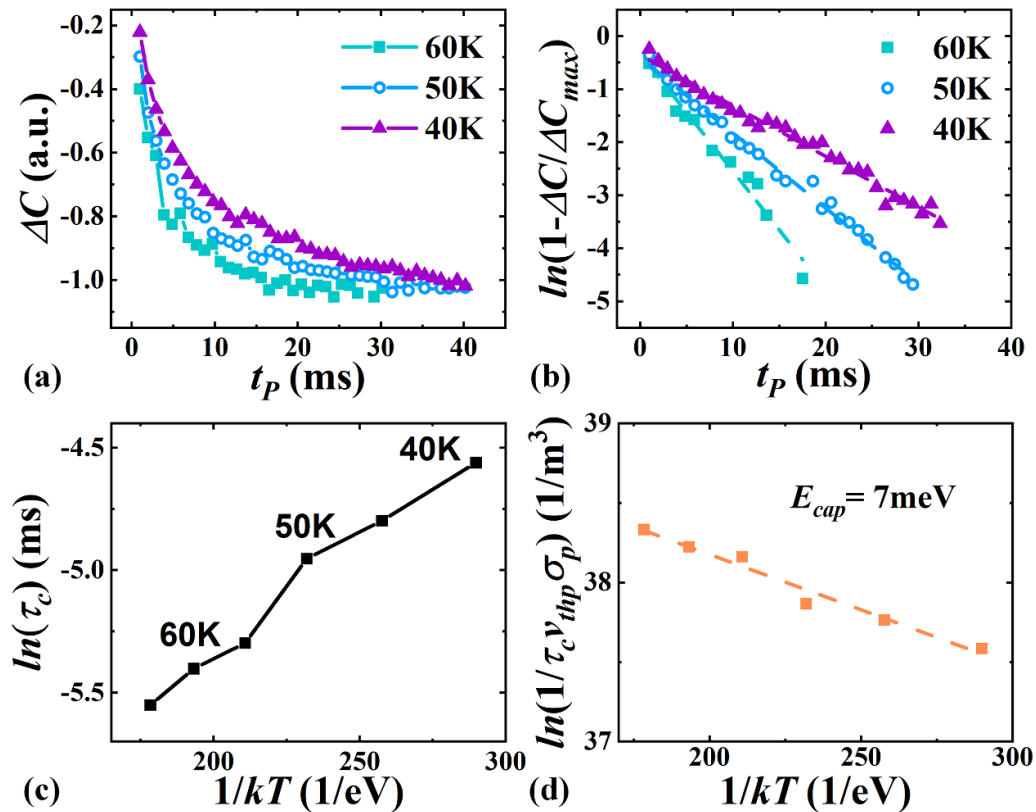 -0.2
-0.4
-0.6
-0.8
-1.0
ΔC (a.u.)
60K
50K
40K
0 10 20 30 40
(a) t_P (ms)
0
-1
-2
-3
-4
-5
ln(1-ΔC/ΔC_max)
60K
50K
40K
0 10 20 30 40
(b) t_P (ms)
-4.5
-5.0
-5.5
ln(τ_c) (ms)
40K
50K
60K
200 250 300
(c) 1/kT (1/eV)
39
38
37
ln(1/τ_c v_thp σ_p) (1/m³)
E_cap= 7meV
200 250 300
(d) 1/kT (1/eV)